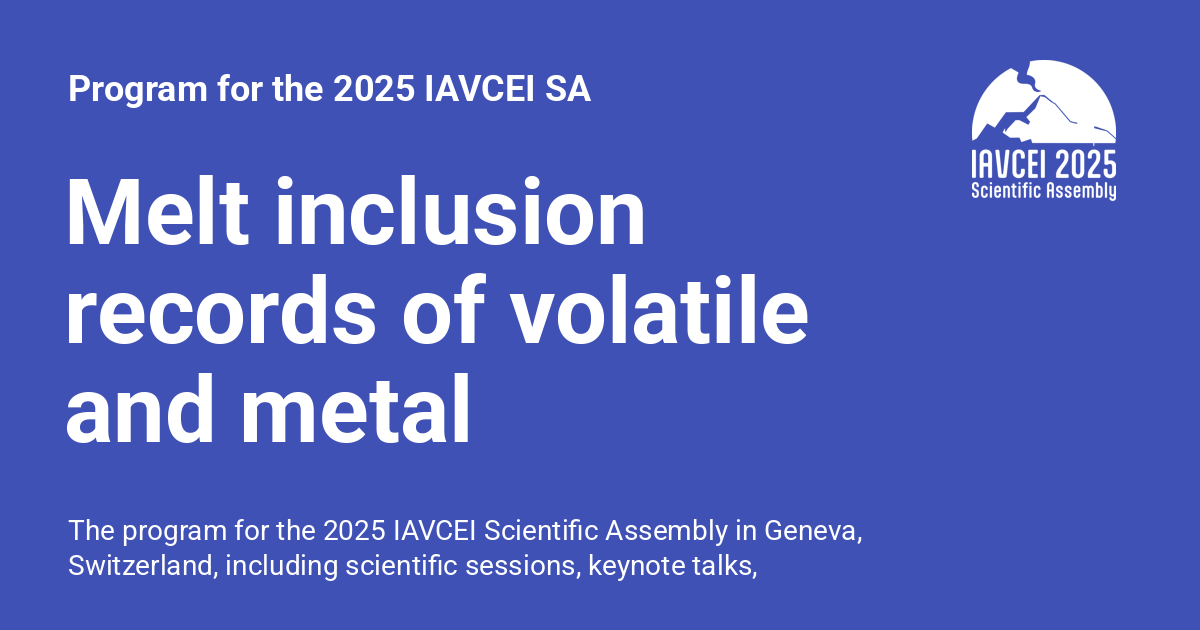 Program for the 2025 IAVCEI SA
IAVCEI 2025
Scientific Assembly
Melt inclusion
records of volatile
and metal
The program for the 2025 IAVCEI Scientific Assembly in Geneva,
Switzerland, including scientific sessions, keynote talks,